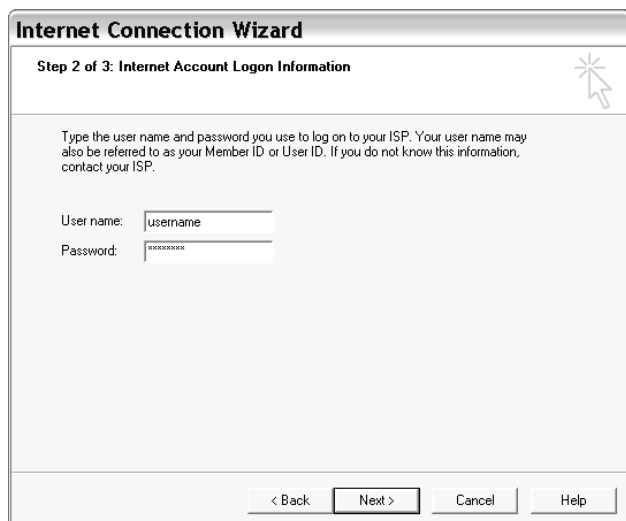 Internet Connection Wizard
Step 2 of 3: Internet Account Logon Information
Type the user name and password you use to log on to your ISP. Your user name may
also be referred to as your Member ID or User ID. If you do not know this information,
contact your ISP.
User name: username
Password: ********
< Back Next > Cancel Help